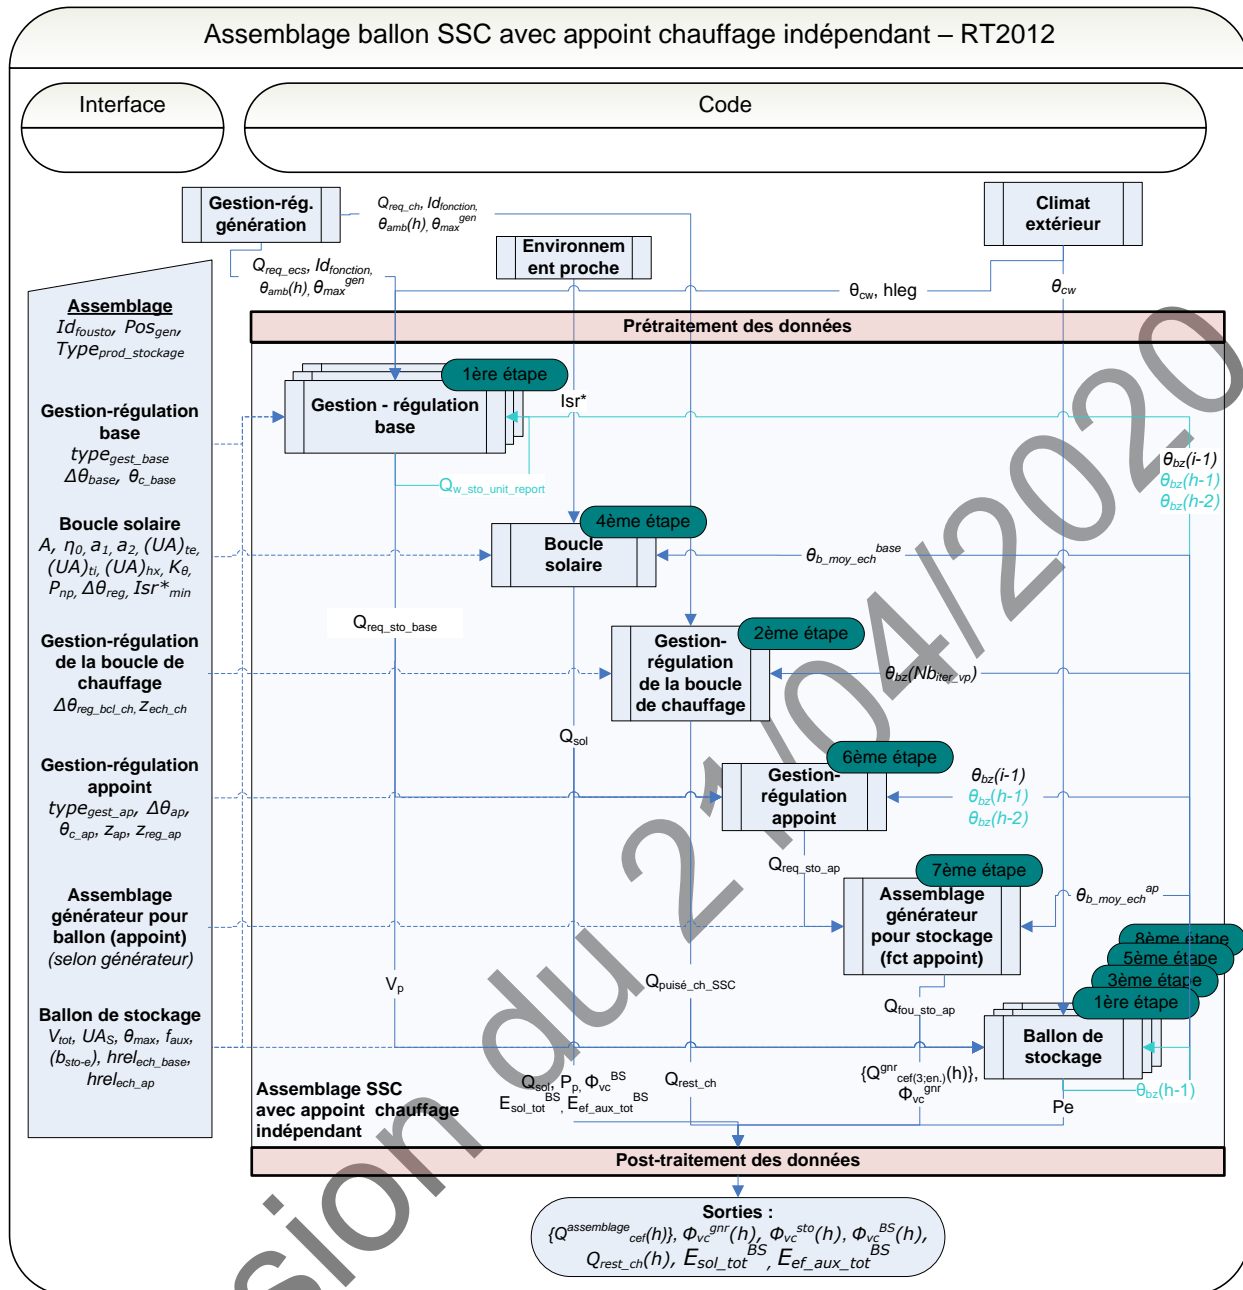 Assemblage ballon SSC avec appoint chauffage indépendant – RT2012
Interface
Code
Gestion-rég.
génération
Q_req_ch, Id_fonction,
θ_amb(h), θ_max^gen
Climat
extérieur
Environnem
ent proche
Q_req_ecs, Id_fonction,
θ_amb(h), θ_max^gen
θ_cw, hleg
θ_cw
Assemblage
Id_fousto, Pos_gen,
Type_prod_stockage
Gestion-régulation
base
type_gest_base
Δθ_base, θ_c_base
Boucle solaire
A, η_0, a_1, a_2, (UA)_te,
(UA)_ti, (UA)_hx, K_θ,
P_np, Δθ_reg, Isr*_min
Gestion-régulation
de la boucle de
chauffage
Δθ_reg_bcl_ch, z_ech_ch
Gestion-régulation
appoint
type_gest_ap, Δθ_ap,
θ_c_ap, z_ap, z_reg_ap
Assemblage
générateur pour
ballon (appoint)
(selon générateur)
Ballon de stockage
V_tot, UA_S, θ_max, f_aux,
(b_sto-e), hrel_ech_base,
hrel_ech_ap
Prétraitement des données
1ère étape
Gestion - régulation
base
Isr*
Q_w_sto_unit_report
θ_bz(i-1)
θ_bz(h-1)
θ_bz(h-2)
4ème étape
Boucle
solaire
θ_b_moy_ech^base
Q_req_sto_base
2ème étape
Gestion-
régulation
de la boucle
de chauffage
θ_bz(Nb_iter_vp)
Q_sol
6ème étape
Gestion-
régulation
appoint
θ_bz(i-1)
θ_bz(h-1)
θ_bz(h-2)
Q_req_sto_ap
7ème étape
Assemblage
générateur
pour stockage
(fct appoint)
θ_b_moy_ech^ap
V_p
Q_puisé_ch_SSC
Q_fou_sto_ap
8ème étape
5ème étape
3ème étape
1ère étape
Ballon de
stockage
Q_sol, P_p, Φ_vc^BS
E_sol_tot^BS, E_ef_aux_tot^BS
Q_rest_ch
{Q^gnr_cef(3;en.)(h)},
Φ_vc^gnr
Pe
θ_bz(h-1)
Assemblage SSC
avec appoint chauffage
indépendant
Post-traitement des données
Sorties :
{Q^assemblage_cef(h)}, Φ_vc^gnr(h), Φ_vc^sto(h), Φ_vc^BS(h),
Q_rest_ch(h), E_sol_tot^BS, E_ef_aux_tot^BS
sion du 21/04/2020